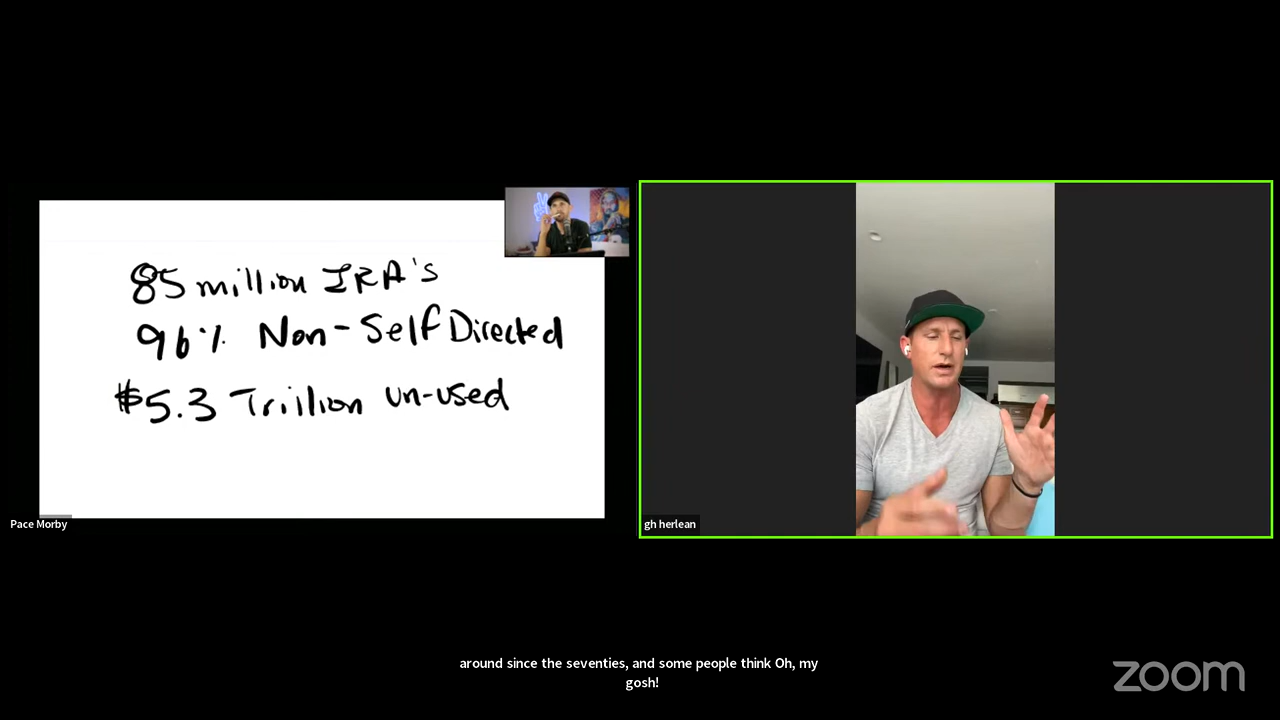 85 million IRA's
96% Non-Self Directed
$5.3 Trillion un-used
Pace Morby
gh herlean
around since the seventies, and some people think Oh, my
gosh!
zoom